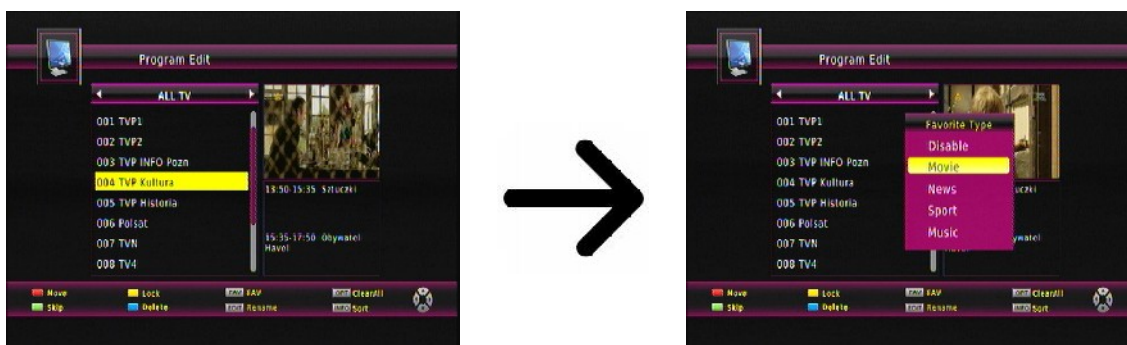 Program Edit
ALL TV
001 TVP1
002 TVP2
003 TVP INFO Pozn
004 TVP Kultura
005 TVP Historia
006 Polsat
007 TVN
008 TV4
13:50-15:35 Sztuczki
15:35-17:50 Obywatel
Havel
Move
Lock
FAV
ClearAll
Skip
Delete
Rename
Sort
Program Edit
ALL TV
001 TVP1
002 TVP2
003 TVP INFO Pozn
004 TVP Kultura
005 TVP Historia
006 Polsat
007 TVN
008 TV4
Favorite Type
Disable
Movie
News
Sport
Music
Move
Lock
FAV
ClearAll
Skip
Delete
Rename
Sort